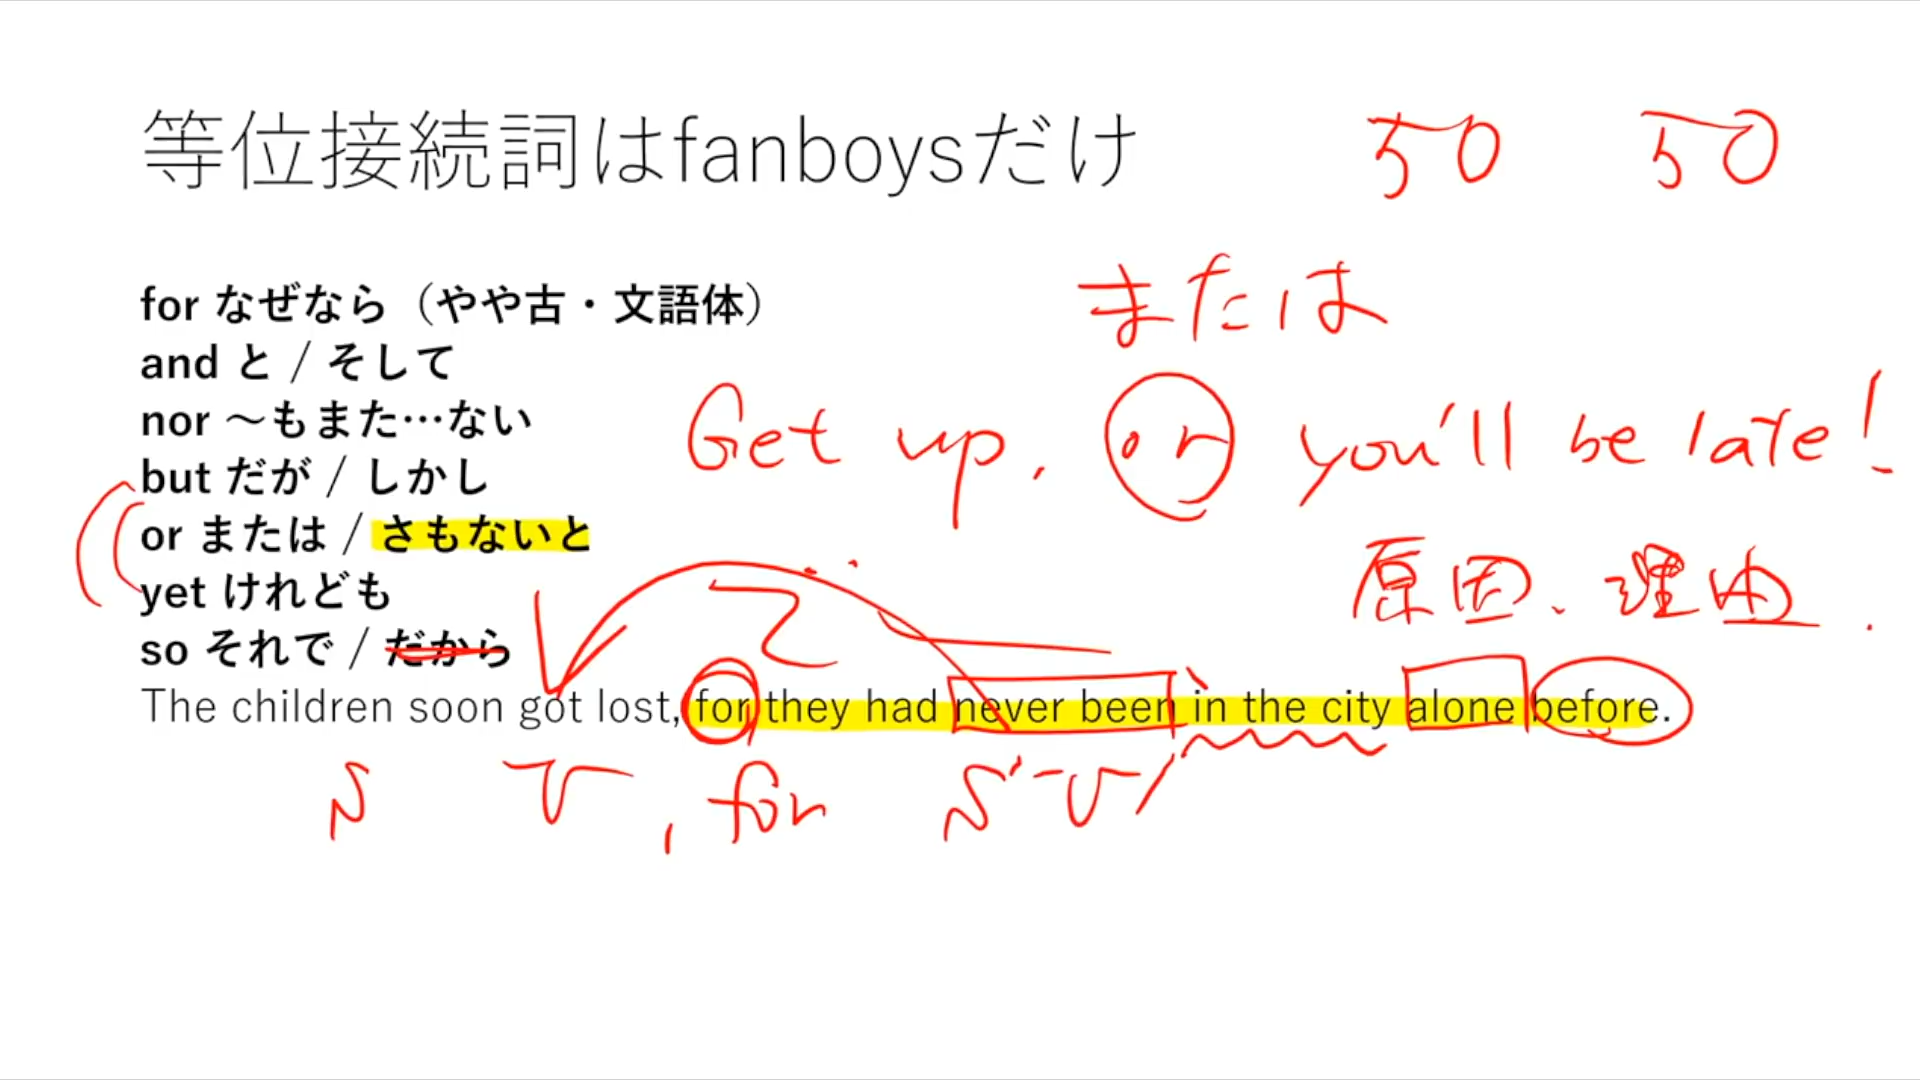 等位接続詞はfanboysだけ
50 50
for なぜなら（やや古・文語体）
または
and と / そして
nor ～もまた…ない
Get up, or you'll be late!
but だが / しかし
or または / さもないと
原因、理由.
yet けれども
so それで / だから
The children soon got lost, for they had never been in the city alone before.
S V, for S' V'